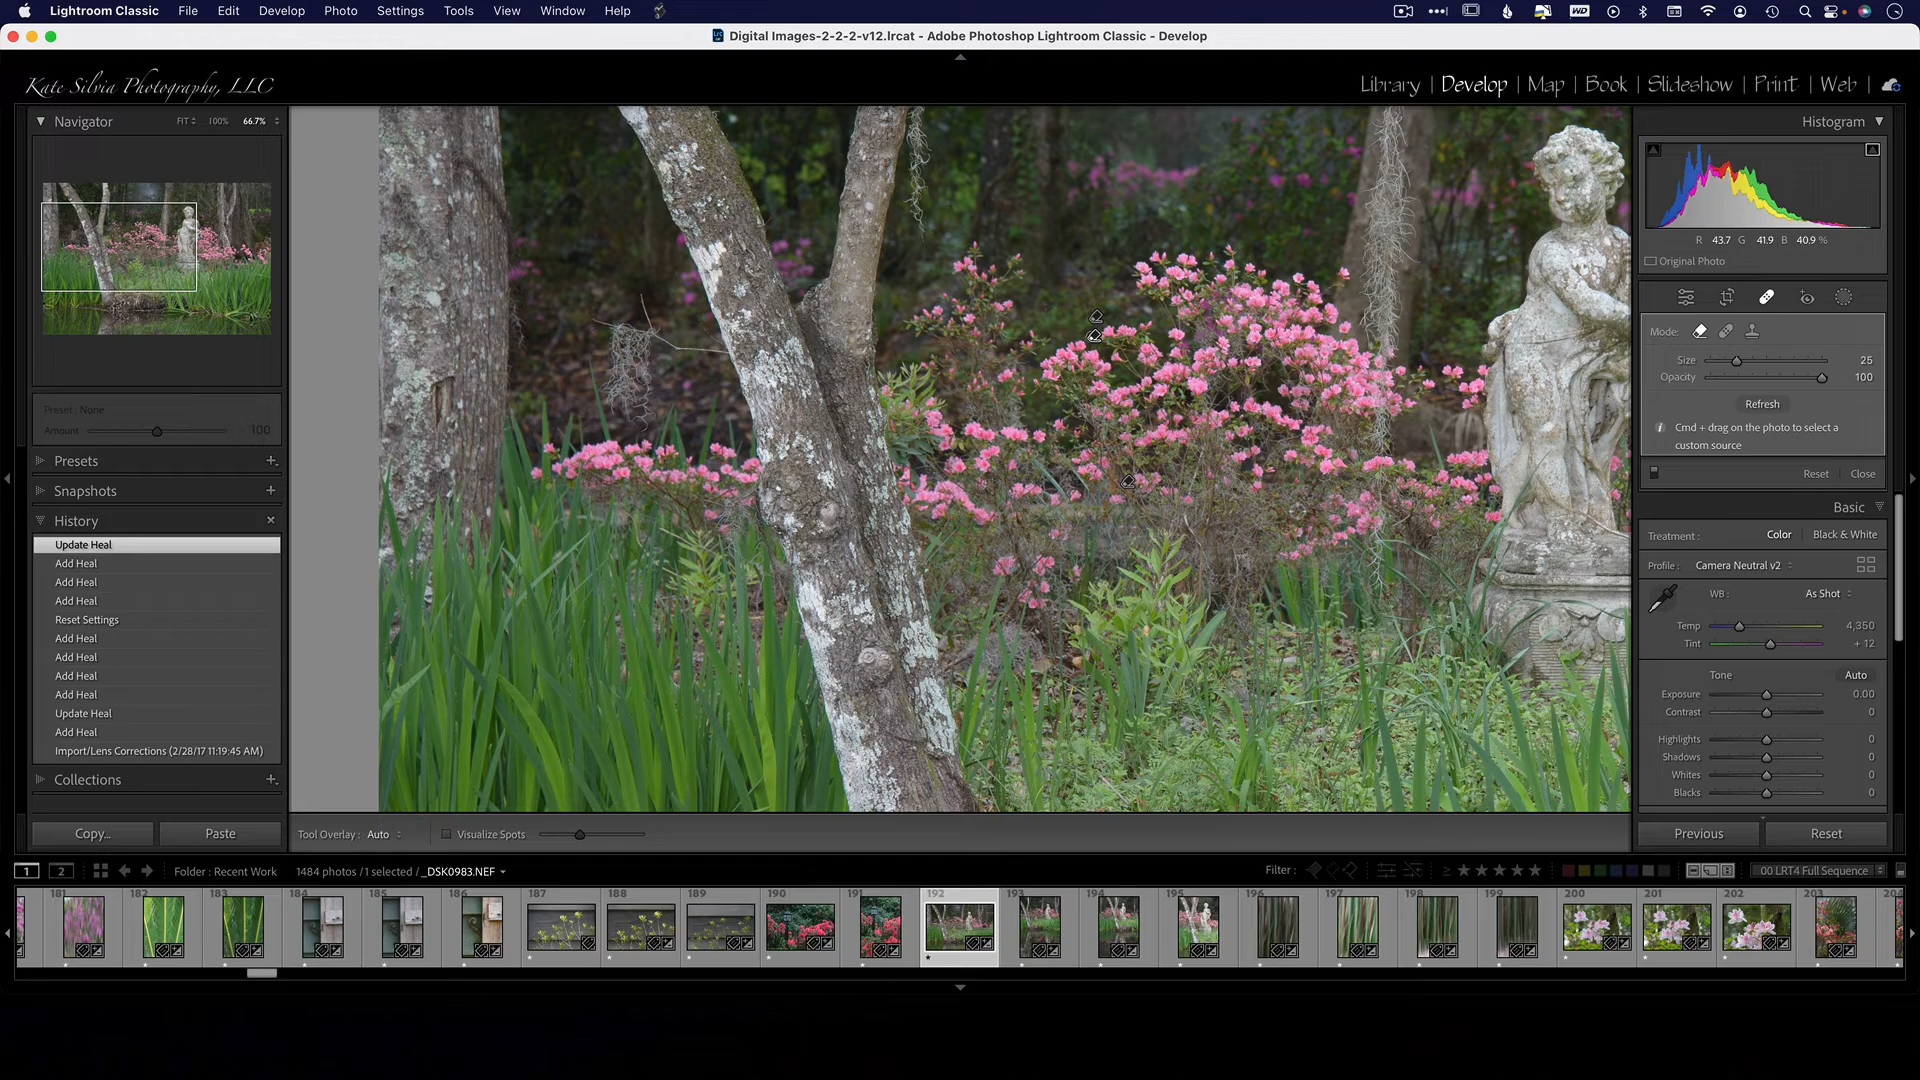 Lightroom Classic File Edit Develop Photo Settings Tools View Window Help
Digital Images-2-2-2-v12.lrcat - Adobe Photoshop Lightroom Classic - Develop
Kate Silvia Photography, LLC
Library | Develop | Map | Book | Slideshow | Print | Web |
Navigator FIT 100% 66.7%
Preset : None
Amount 100
Presets
Snapshots
History
Update Heal
Add Heal
Add Heal
Add Heal
Reset Settings
Add Heal
Add Heal
Add Heal
Add Heal
Update Heal
Add Heal
Import/Lens Corrections (2/28/17 11:19:45 AM)
Collections
Copy... Paste
Tool Overlay : Auto Visualize Spots
Histogram
R 43.7 G 41.9 B 40.9 %
Original Photo
Mode:
Size 25
Opacity 100
Refresh
Cmd + drag on the photo to select a
custom source
Reset Close
Basic
Treatment : Color Black & White
Profile : Camera Neutral v2
WB : As Shot
Temp 4,350
Tint + 12
Tone Auto
Exposure 0.00
Contrast 0
Highlights 0
Shadows 0
Whites 0
Blacks 0
Previous Reset
1 2 Folder : Recent Work 1484 photos /1 selected / _DSK0983.NEF Filter : 00 LRT4 Full Sequence
181 182 183 184 185 186 187 188 189 190 191 192 193 194 195 196 197 198 199 200 201 202 203 204